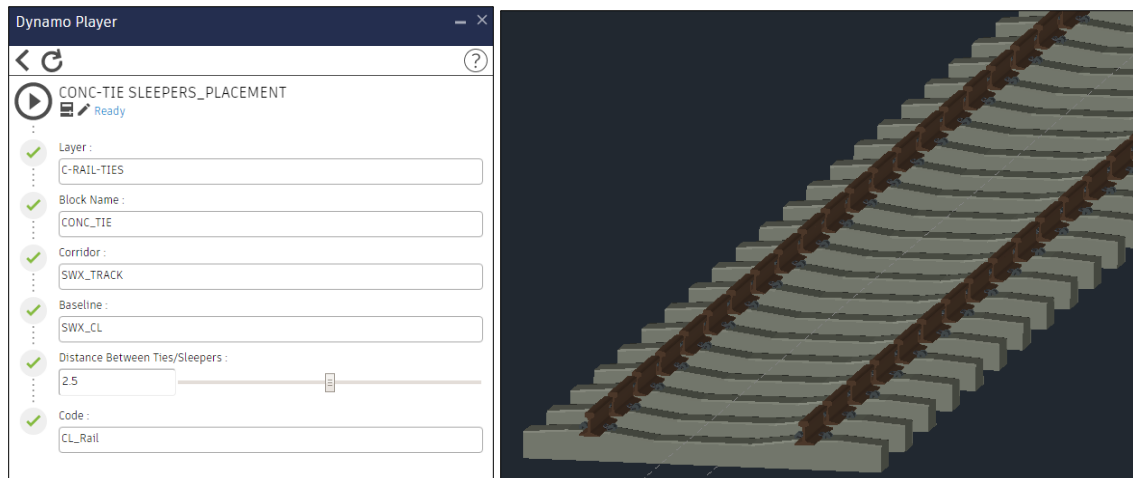 Dynamo Player
?
CONC-TIE SLEEPERS_PLACEMENT
Ready
Layer :
C-RAIL-TIES
Block Name :
CONC_TIE
Corridor :
SWX_TRACK
Baseline :
SWX_CL
Distance Between Ties/Sleepers :
2.5
Code :
CL_Rail